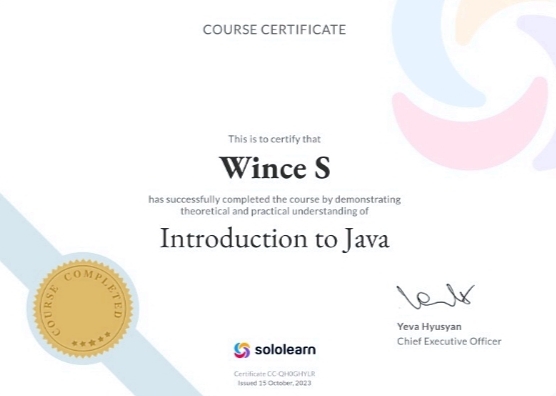 COURSE CERTIFICATE
This is to certify that
Wince S
has successfully completed the course by demonstrating
theoretical and practical understanding of
Introduction to Java
COURSE COMPLETED
Yeva Hyusyan
Chief Executive Officer
sololearn
Certificate CC-QH0GHYLR
Issued 15 October, 2023